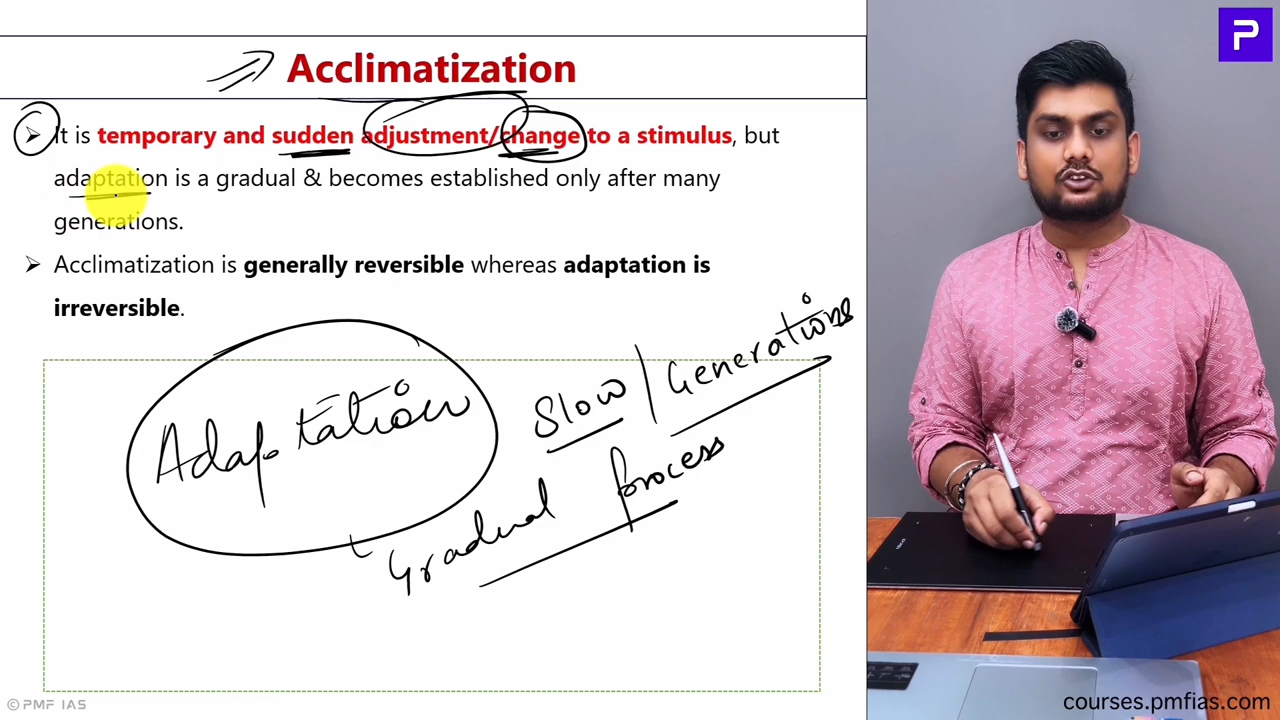 Acclimatization
➢ It is temporary and sudden adjustment/change to a stimulus, but
adaptation is a gradual & becomes established only after many
generations.
➢ Acclimatization is generally reversible whereas adaptation is
irreversible.
Adaptation
Slow / Generations
Gradual process
© PMF IAS
P
courses.pmfias.com